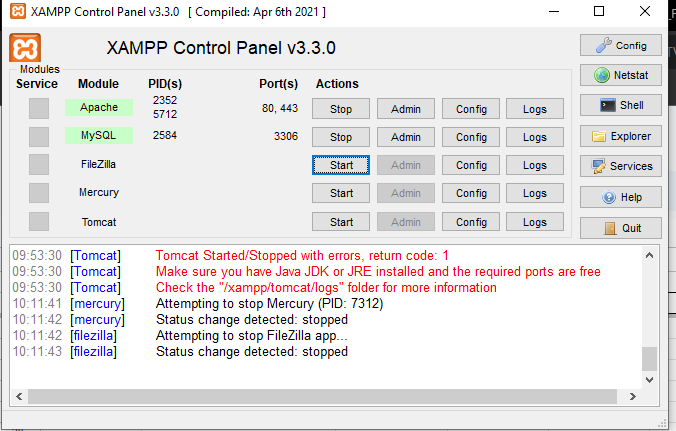 XAMPP Control Panel v3.3.0 [ Compiled: Apr 6th 2021 ]
XAMPP Control Panel v3.3.0
Config
Modules
Service Module PID(s) Port(s) Actions
Netstat
Apache 2352 5712 80, 443 Stop Admin Config Logs
Shell
MySQL 2584 3306 Stop Admin Config Logs
Explorer
FileZilla Start Admin Config Logs
Services
Mercury Start Admin Config Logs
Help
Tomcat Start Admin Config Logs
Quit
09:53:30 [Tomcat] Tomcat Started/Stopped with errors, return code: 1
09:53:30 [Tomcat] Make sure you have Java JDK or JRE installed and the required ports are free
09:53:30 [Tomcat] Check the "/xampp/tomcat/logs" folder for more information
10:11:41 [mercury] Attempting to stop Mercury (PID: 7312)
10:11:42 [mercury] Status change detected: stopped
10:11:42 [filezilla] Attempting to stop FileZilla app...
10:11:43 [filezilla] Status change detected: stopped